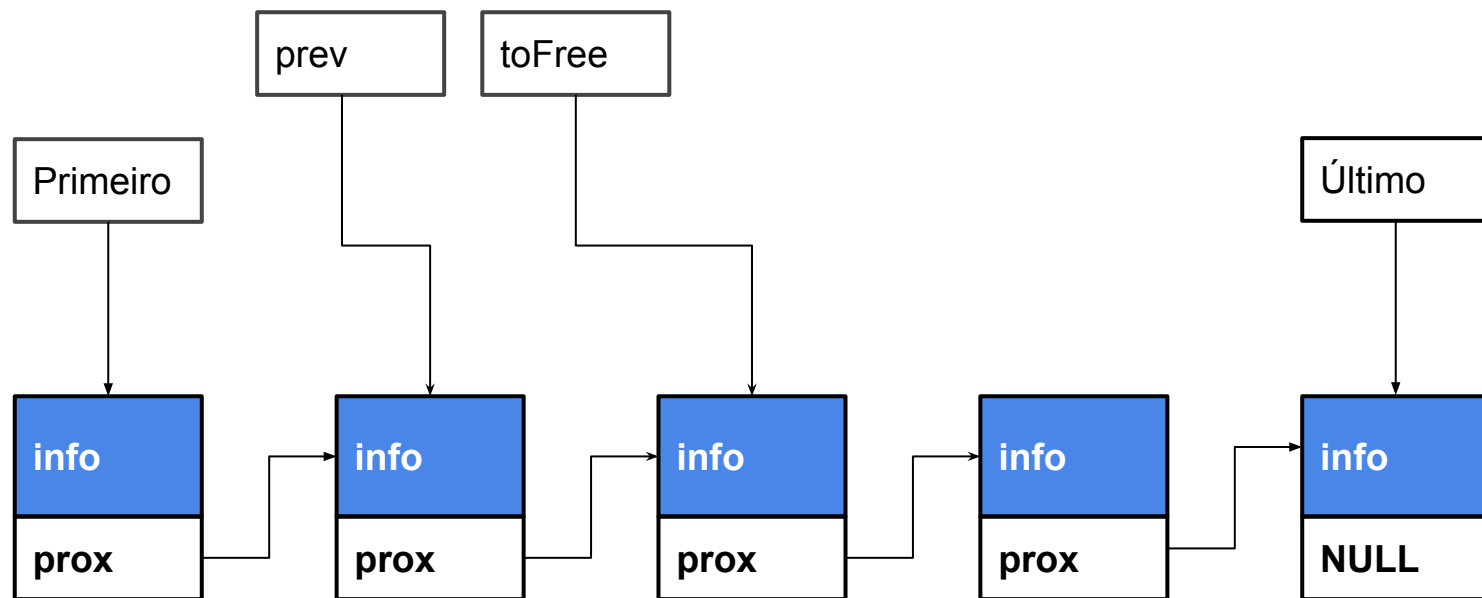 prev
toFree
Primeiro
Último
info
info
info
info
info
prox
prox
prox
prox
NULL